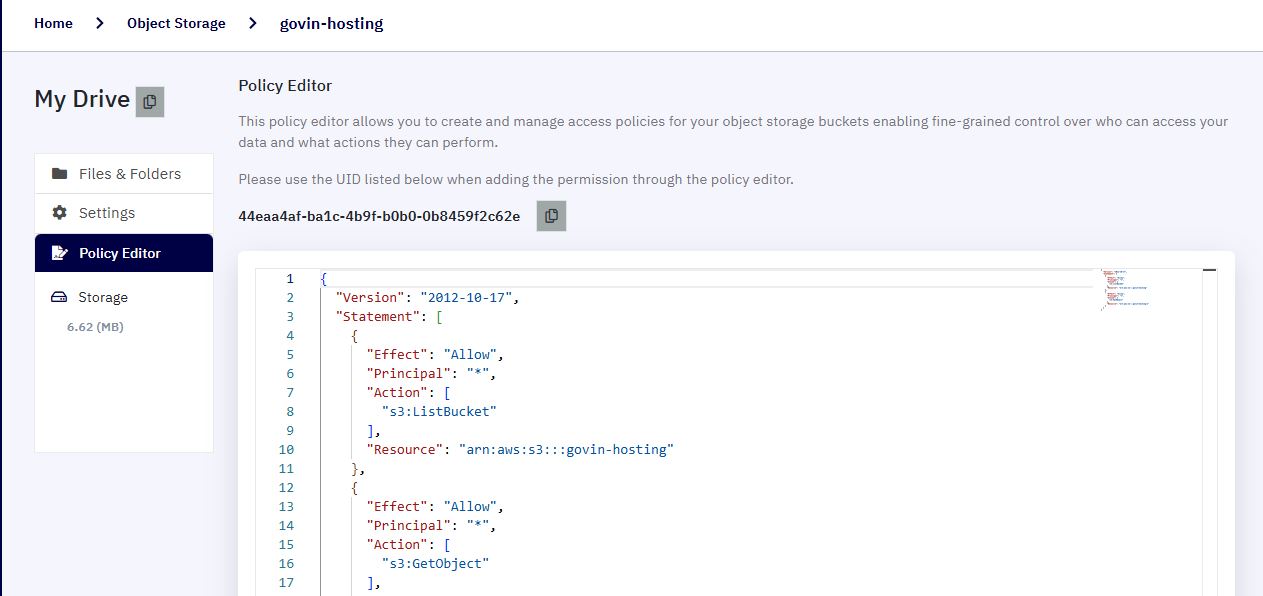 Home > Object Storage > govin-hosting
My Drive
Files & Folders
Settings
Policy Editor
Storage
6.62 (MB)
Policy Editor
This policy editor allows you to create and manage access policies for your object storage buckets enabling fine-grained control over who can access your
data and what actions they can perform.
Please use the UID listed below when adding the permission through the policy editor.
44eaa4af-ba1c-4b9f-b0b0-0b8459f2c62e
1 {
2   "Version": "2012-10-17",
3   "Statement": [
4     {
5       "Effect": "Allow",
6       "Principal": "*",
7       "Action": [
8         "s3:ListBucket"
9       ],
10       "Resource": "arn:aws:s3:::govin-hosting"
11     },
12     {
13       "Effect": "Allow",
14       "Principal": "*",
15       "Action": [
16         "s3:GetObject"
17       ],